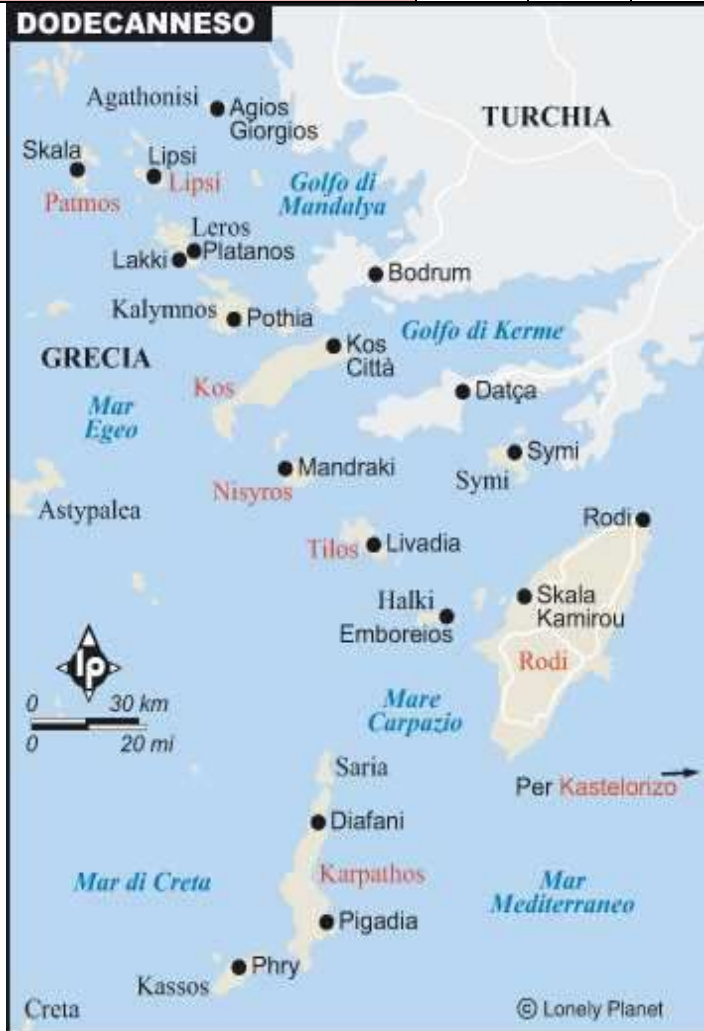 DODECANNESO
Agathonisi
Agios
Giorgios
TURCHIA
Skala
Patmos
Lipsi
Lipsi
Golfo di
Mandalya
Leros
Platanos
Lakki
Bodrum
Kalymnos
Pothia
Golfo di Kerme
GRECIA
Kos
Città
Kos
Mar
Egeo
Datça
Symi
Symi
Mandraki
Nisyros
Astypalea
Rodi
Tilos
Livadia
Halki
Emboreios
Skala
Kamirou
Rodi
lp
0 30 km
0 20 mi
Mare
Carpazio
Saria
Per Kastelorizo
Diafani
Mar di Creta
Karpathos
Mar
Mediterraneo
Pigadia
Phry
Kassos
Creta
© Lonely Planet